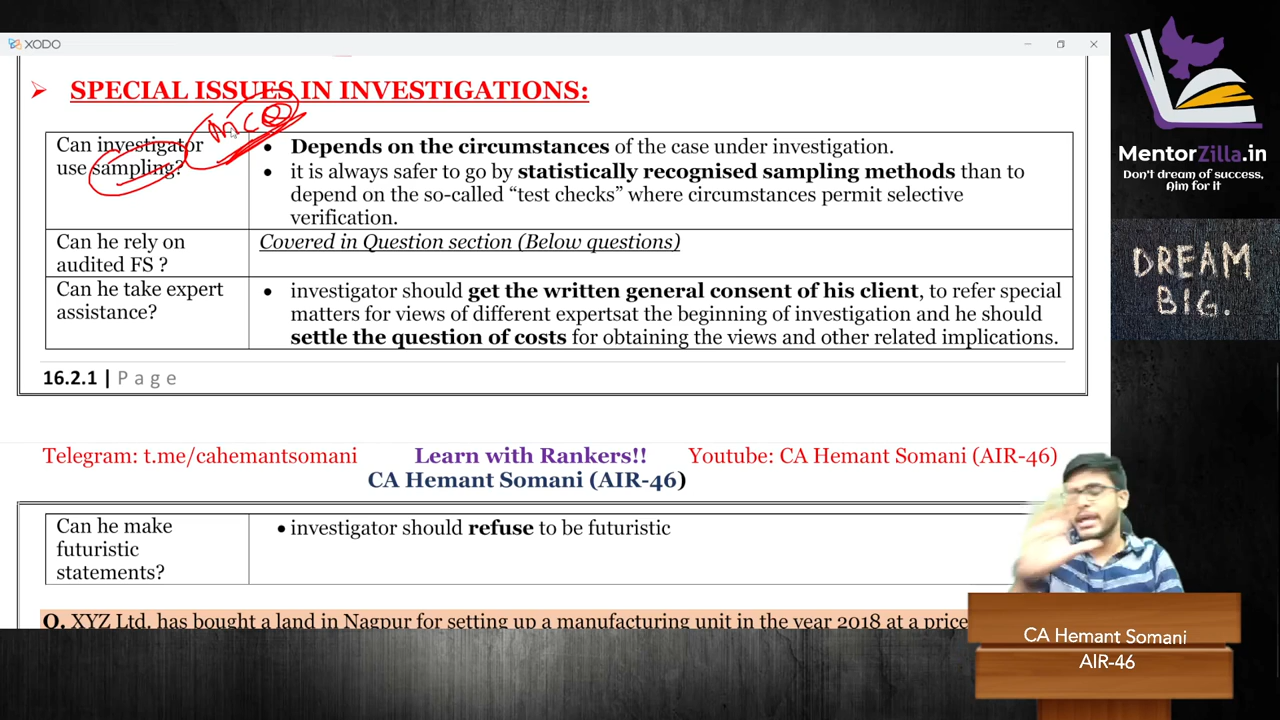 XODO
MentorZilla.in
Don't dream of success,
Aim for it
DREAM
BIG.
➢ SPECIAL ISSUES IN INVESTIGATIONS:
MCQ
Can investigator
use sampling?
• Depends on the circumstances of the case under investigation.
• it is always safer to go by statistically recognised sampling methods than to
depend on the so-called “test checks” where circumstances permit selective
verification.
Can he rely on
audited FS ?
Covered in Question section (Below questions)
Can he take expert
assistance?
• investigator should get the written general consent of his client, to refer special
matters for views of different expertsat the beginning of investigation and he should
settle the question of costs for obtaining the views and other related implications.
16.2.1 | Page
Telegram: t.me/cahemantsomani Learn with Rankers!! Youtube: CA Hemant Somani (AIR-46)
CA Hemant Somani (AIR-46)
Can he make
futuristic
statements?
• investigator should refuse to be futuristic
Q. XYZ Ltd. has bought a land in Nagpur for setting up a manufacturing unit in the year 2018 at a price
CA Hemant Somani
AIR-46